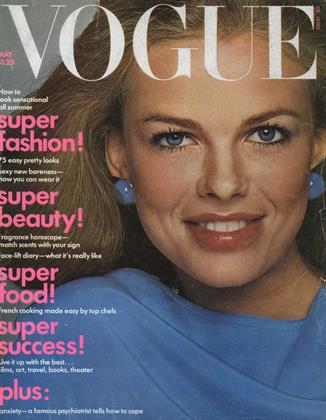 VOGUE
MAY
$1.25
How to
look sensational
all summer
super
fashion!
75 easy pretty looks
sexy new bareness—
how you can wear it
super
beauty!
fragrance horoscope—
match scents with your sign
face-lift diary—what it's really like
super
food!
French cooking made easy by top chefs
super
success!
live it up with the best...
films, art, travel, books, theater
plus:
anxiety—a famous psychiatrist tells how to cope